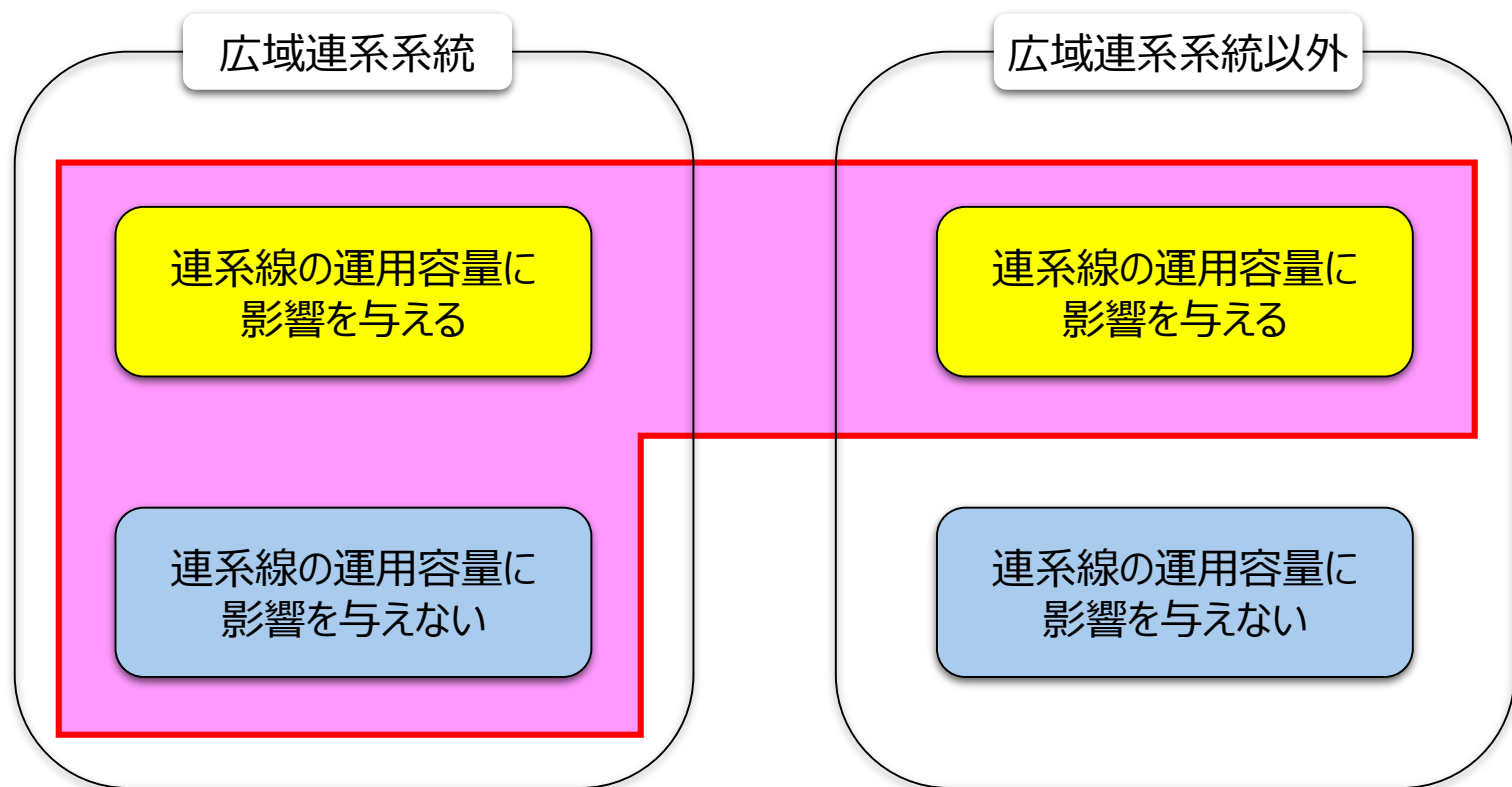 広域連系系統
広域連系系統以外
連系線の運用容量に
影響を与える
連系線の運用容量に
影響を与える
連系線の運用容量に
影響を与えない
連系線の運用容量に
影響を与えない